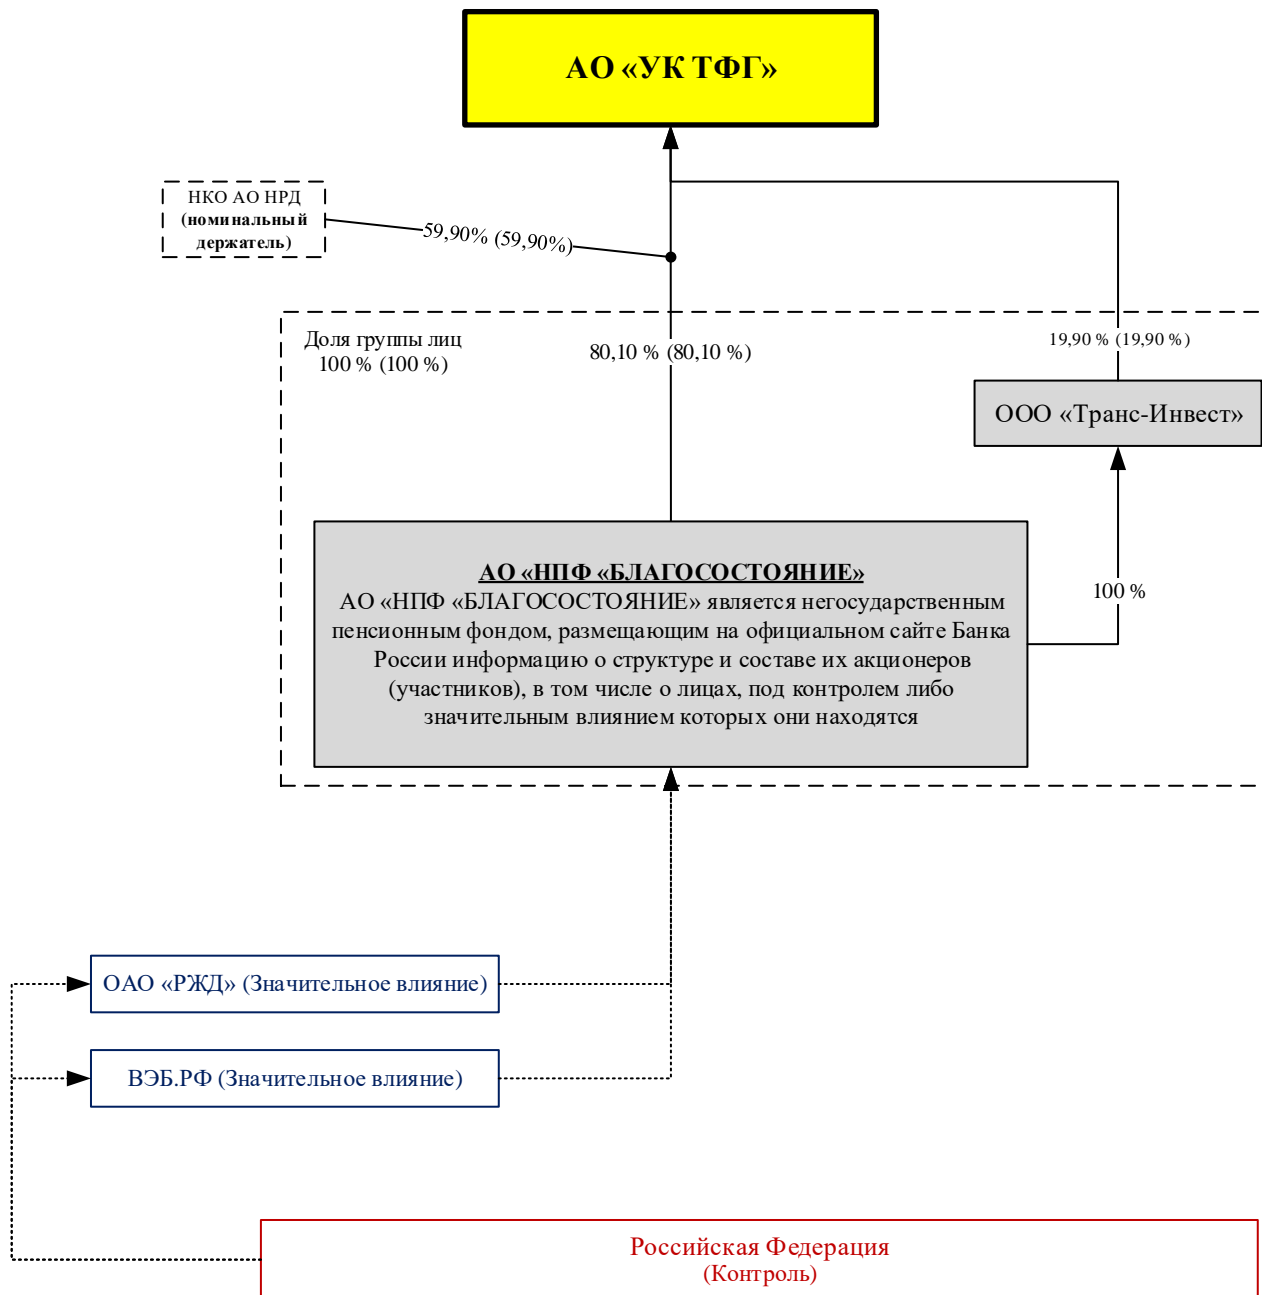 АО «УК ТФГ»
НКО АО НРД
(номинальный
держатель)
59,90% (59,90%)
Доля группы лиц
100 % (100 %)
80,10 % (80,10 %)
19,90 % (19,90 %)
ООО «Транс-Инвест»
АО «НПФ «БЛАГОСОСТОЯНИЕ»
АО «НПФ «БЛАГОСОСТОЯНИЕ» является негосударственным
пенсионным фондом, размещающим на официальном сайте Банка
России информацию о структуре и составе их акционеров
(участников), в том числе о лицах, под контролем либо
значительным влиянием которых они находятся
100 %
ОАО «РЖД» (Значительное влияние)
ВЭБ.РФ (Значительное влияние)
Российская Федерация
(Контроль)